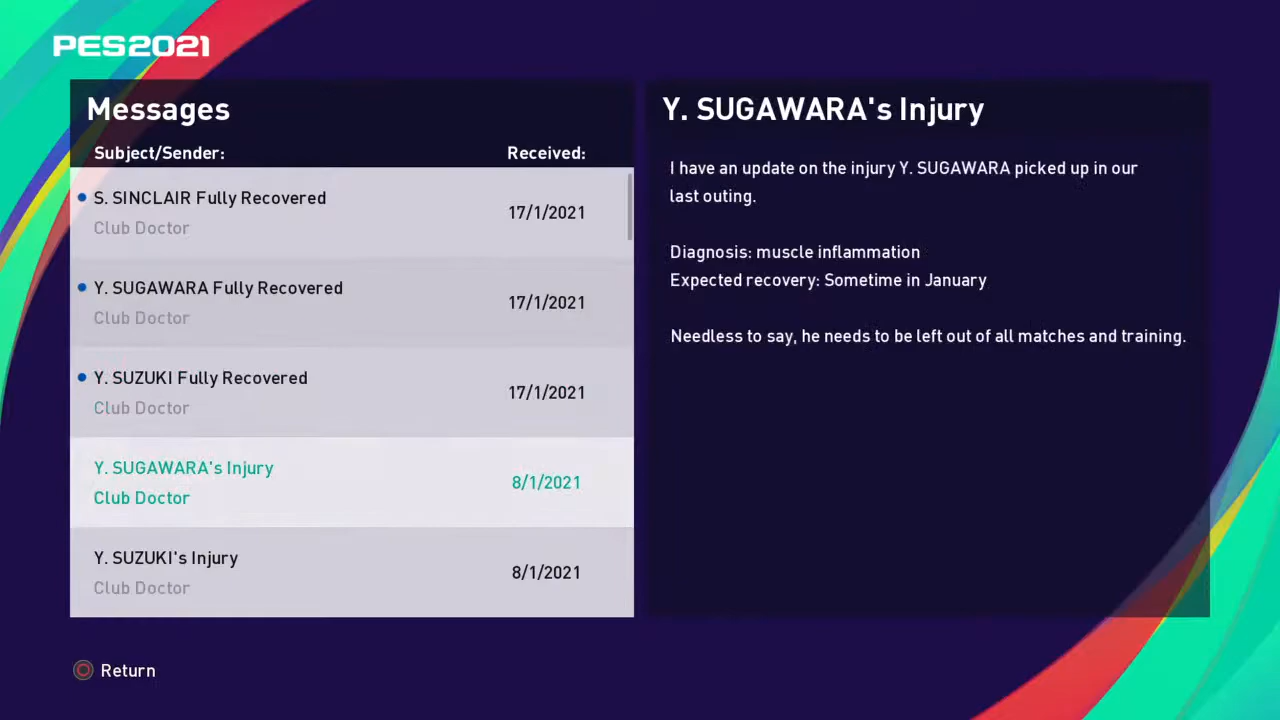 PES2021
Messages
Subject/Sender:
Received:
S. SINCLAIR Fully Recovered
Club Doctor
17/1/2021
Y. SUGAWARA Fully Recovered
Club Doctor
17/1/2021
Y. SUZUKI Fully Recovered
Club Doctor
17/1/2021
Y. SUGAWARA's Injury
Club Doctor
8/1/2021
Y. SUZUKI's Injury
Club Doctor
8/1/2021
Y. SUGAWARA's Injury
I have an update on the injury Y. SUGAWARA picked up in our
last outing.
Diagnosis: muscle inflammation
Expected recovery: Sometime in January
Needless to say, he needs to be left out of all matches and training.
Return